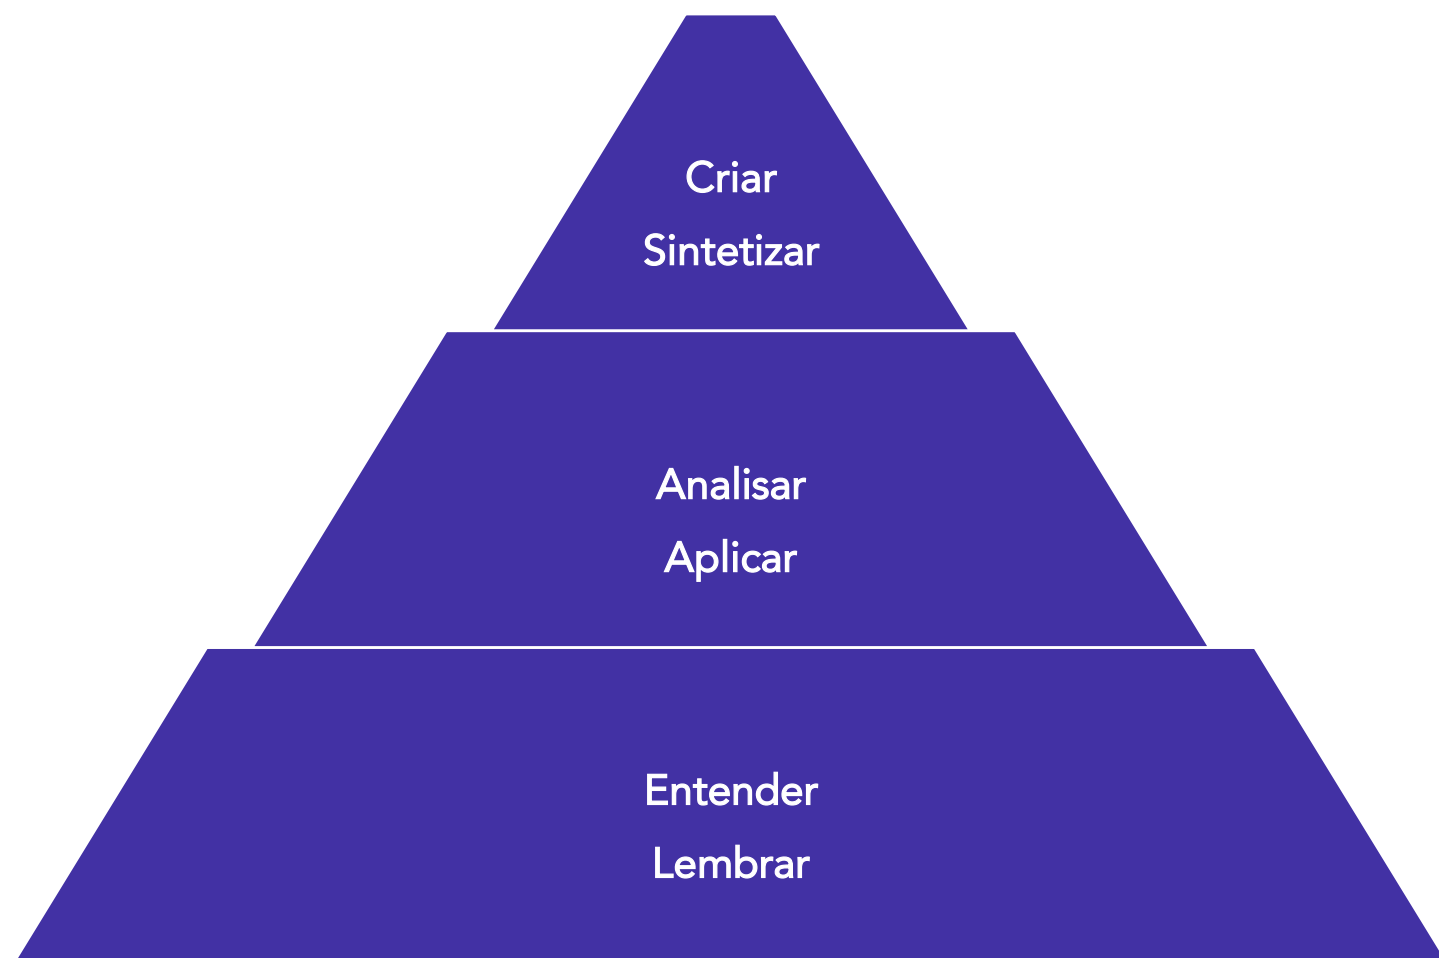 Criar
Sintetizar
Analisar
Aplicar
Entender
Lembrar